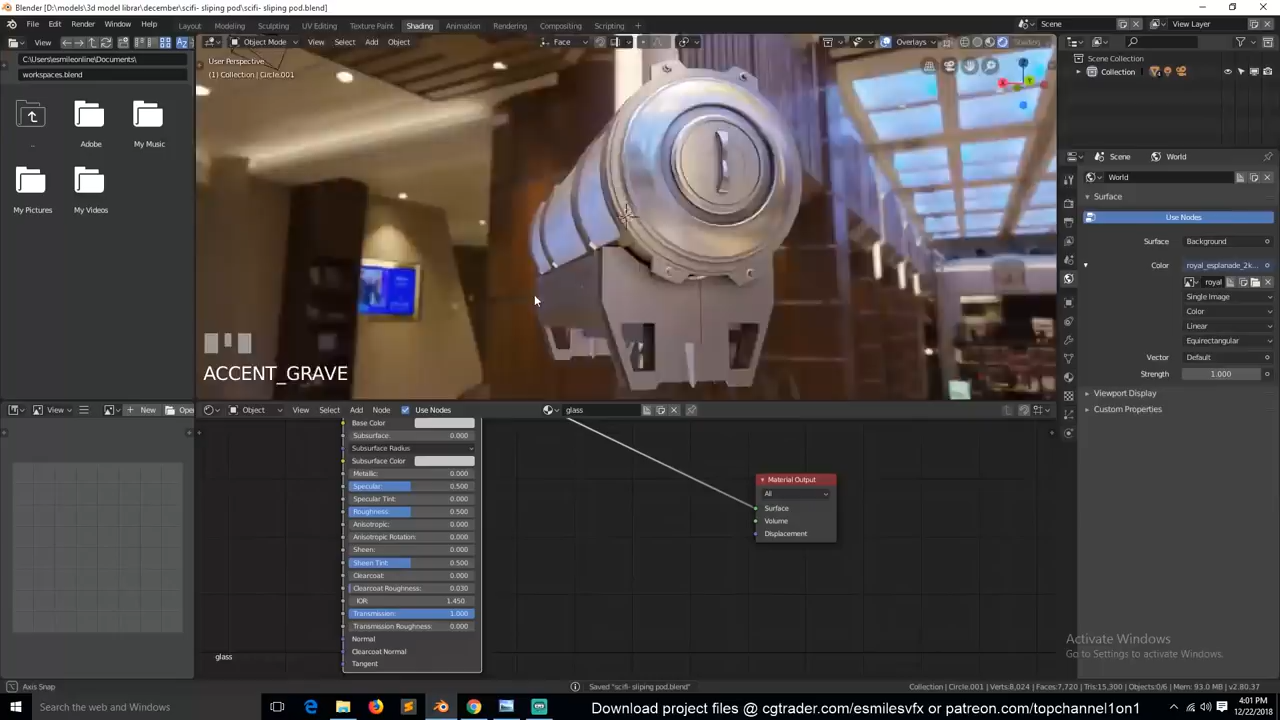 Blender [D:\models\3d model librar\december\scifi- sliping pod\scifi- sliping pod.blend]
File Edit Render Window Help Layout Modeling Sculpting UV Editing Texture Paint Shading Animation Rendering Compositing Scripting Scene View Layer
View Object Mode View Select Add Object Face Overlays Shading
C:\Users\esmileonline\Documents\
workspaces.blend
..
Adobe
My Music
My Pictures
My Videos
User Perspective
(1) Collection | Circle.001
ACCENT_GRAVE
Scene Collection
Collection
Scene World
World
Surface
Use Nodes
Surface: Background
Color: royal_esplanade_2k...
royal
Single Image
Color
Linear
Equirectangular
Vector: Default
Strength: 1.000
Viewport Display
Custom Properties
View New Open
Object View Select Add Node Use Nodes glass
Base Color
Subsurface: 0.000
Subsurface Radius
Subsurface Color
Metallic: 0.000
Specular: 0.500
Specular Tint: 0.000
Roughness: 0.500
Anisotropic: 0.000
Anisotropic Rotation: 0.000
Sheen: 0.000
Sheen Tint: 0.500
Clearcoat: 0.000
Clearcoat Roughness: 0.030
IOR: 1.450
Transmission: 1.000
Transmission Roughness: 0.000
Normal
Clearcoat Normal
Tangent
Material Output
All
Surface
Volume
Displacement
glass
Activate Windows
Go to Settings to activate Windows.
Axis Snap Saved "scifi- sliping pod.blend" Collection | Circle.001 | Verts:8,024 | Faces:7,720 | Tris:15,300 | Objects:0/6 | Mem: 93.0 MB | v2.80.37
Search the web and Windows
Download project files @ cgtrader.com/esmilesvfx or patreon.com/topchannel1on1
4:01 PM
12/22/2018